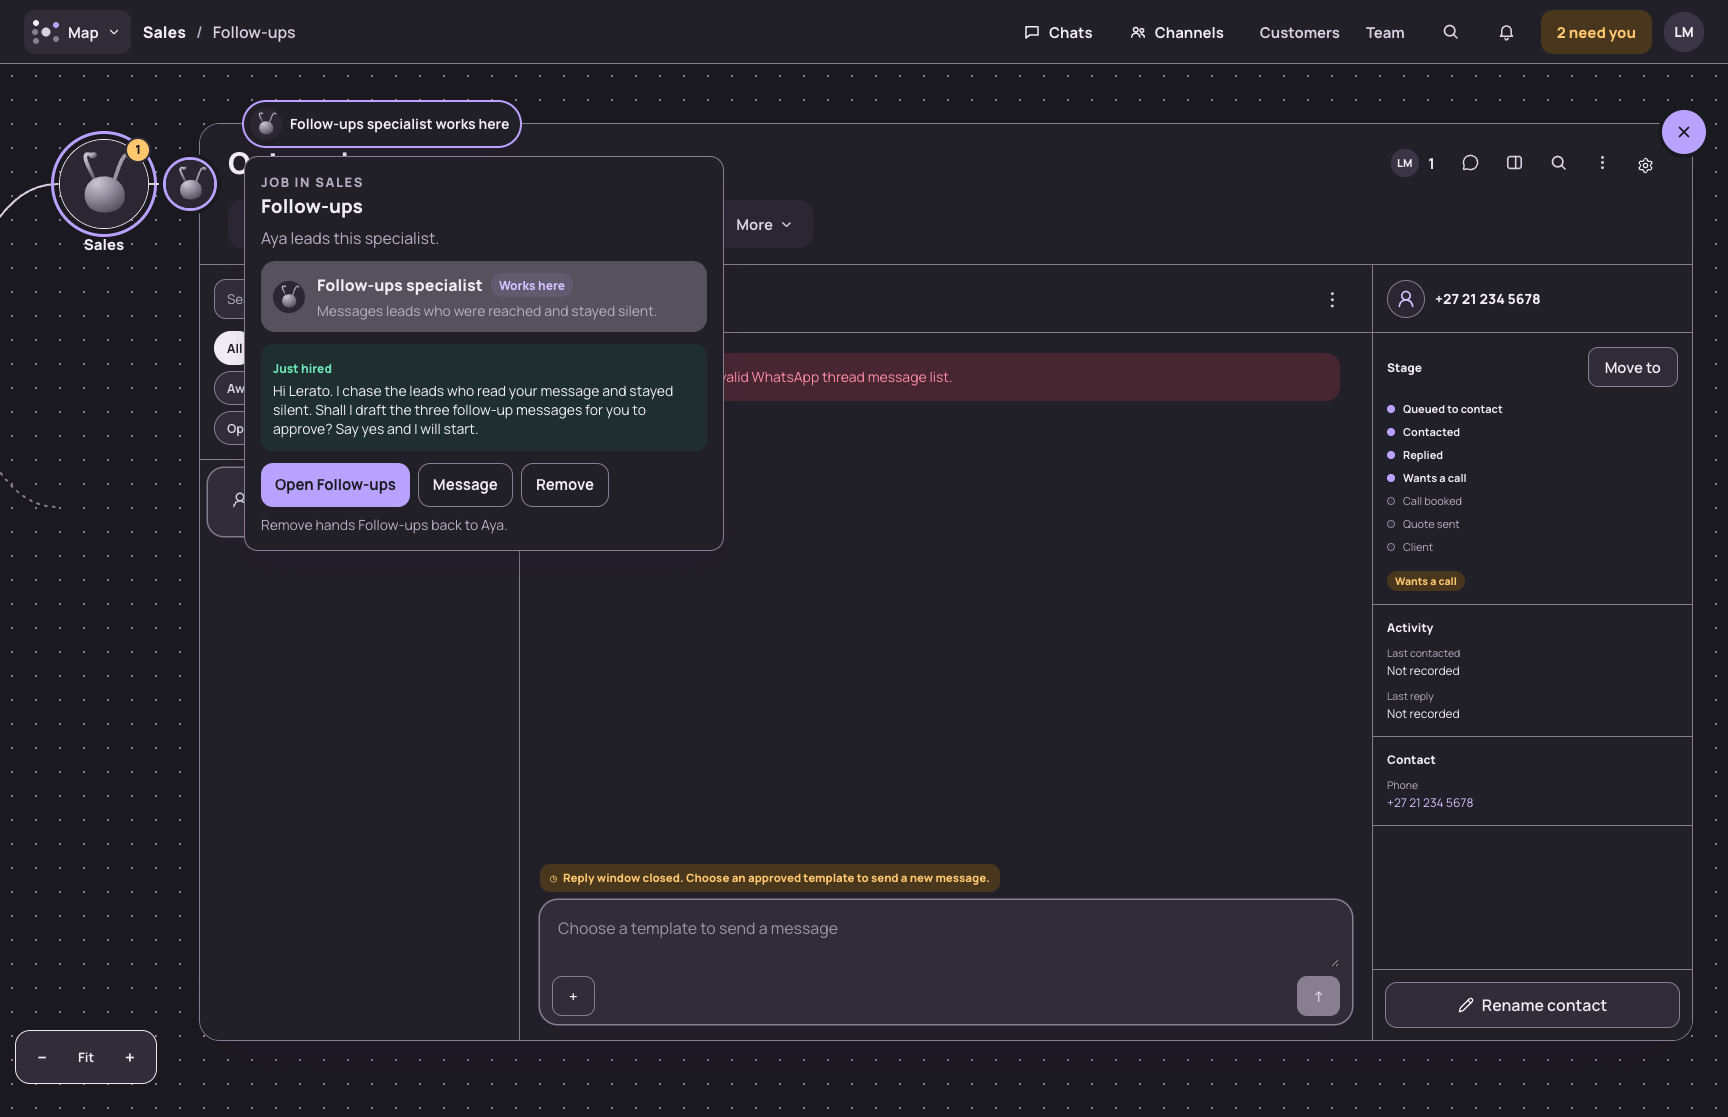 Map
Sales / Follow-ups
Chats
Channels
Customers
Team
2 need you
LM
Follow-ups specialist works here
1
Sales
LM 1
JOB IN SALES
Follow-ups
Aya leads this specialist.
More
Follow-ups specialist Works here
Messages leads who were reached and stayed silent.
All
Just hired
Hi Lerato. I chase the leads who read your message and stayed
silent. Shall I draft the three follow-up messages for you to
approve? Say yes and I will start.
Open Follow-ups
Message
Remove
Remove hands Follow-ups back to Aya.
WhatsApp thread message list.
+27 21 234 5678
Stage
Move to
Queued to contact
Contacted
Replied
Wants a call
Call booked
Quote sent
Client
Wants a call
Activity
Last contacted
Not recorded
Last reply
Not recorded
Contact
Phone
+27 21 234 5678
Reply window closed. Choose an approved template to send a new message.
Choose a template to send a message
+
Rename contact
− Fit +